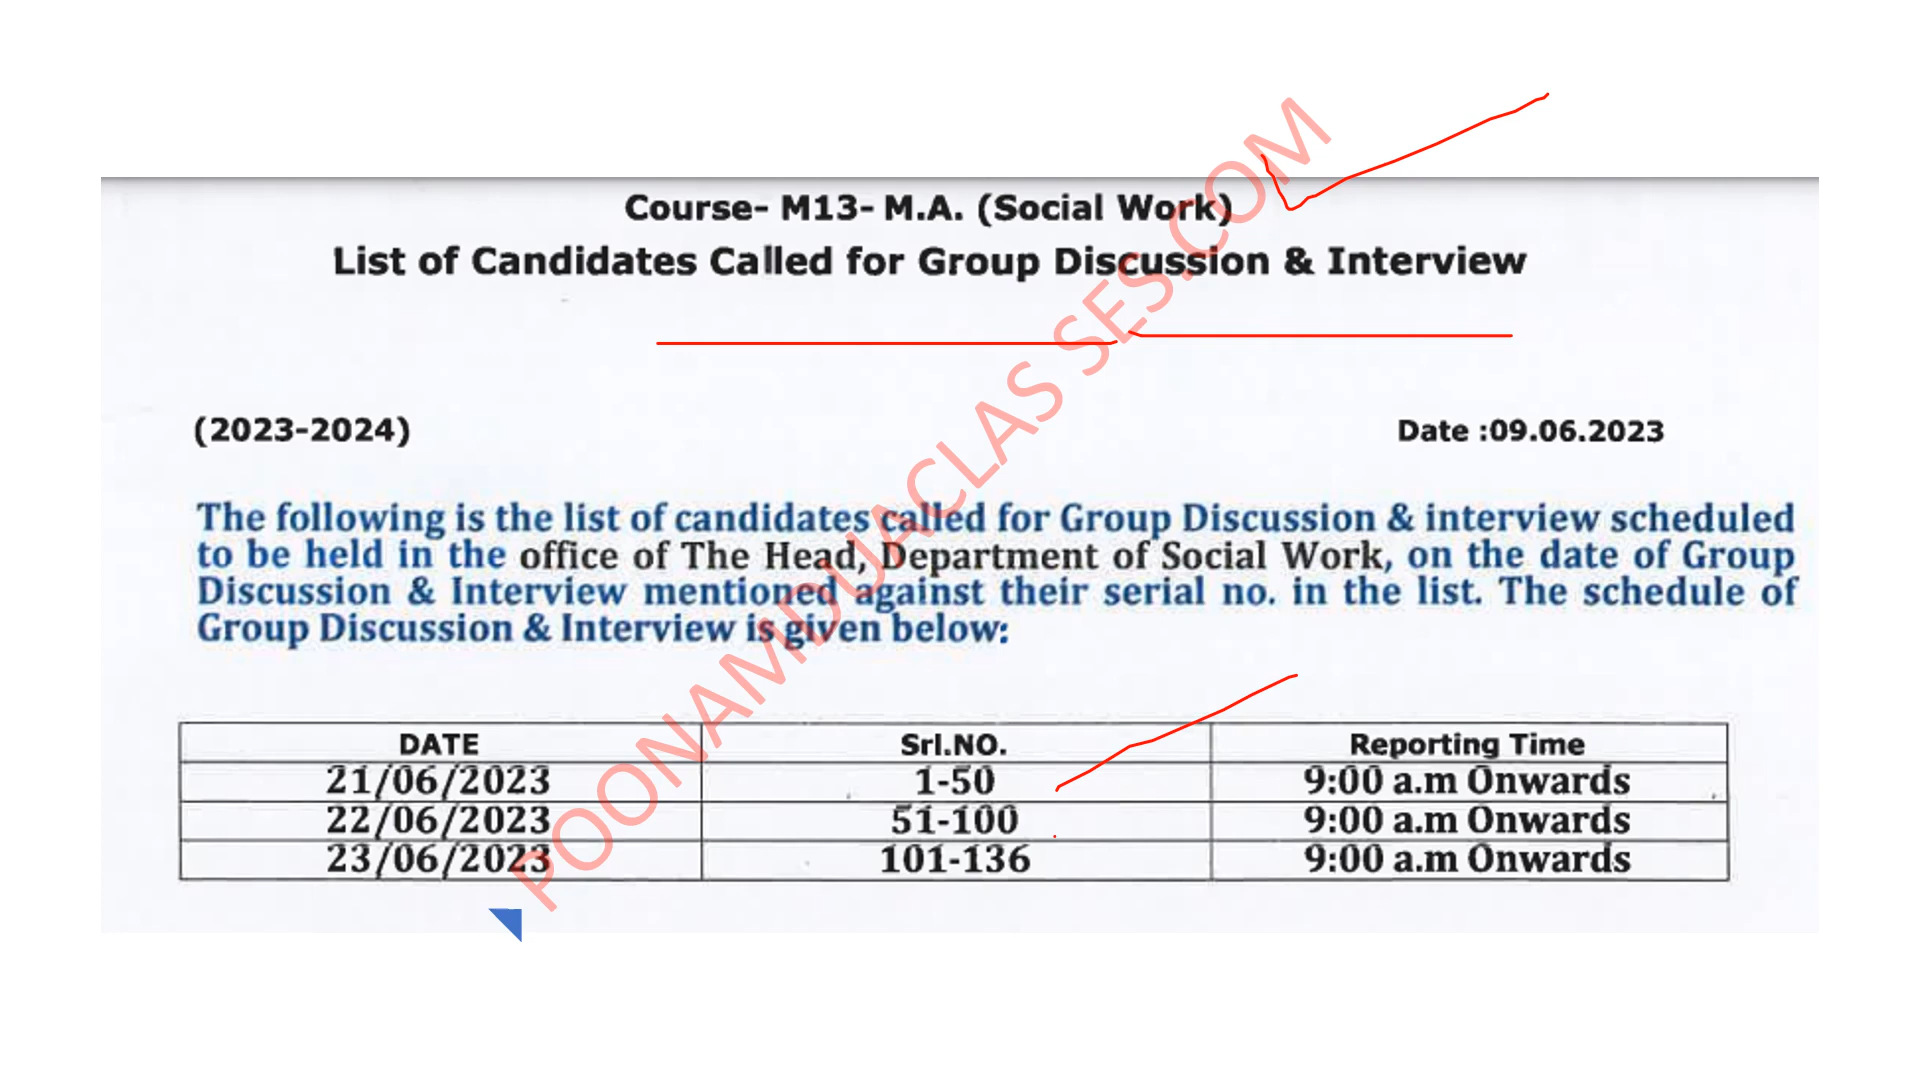 Course- M13- M.A. (Social Work)
List of Candidates Called for Group Discussion & Interview
(2023-2024)
Date :09.06.2023
The following is the list of candidates called for Group Discussion & interview scheduled
to be held in the office of The Head, Department of Social Work, on the date of Group
Discussion & Interview mentioned against their serial no. in the list. The schedule of
Group Discussion & Interview is given below:
DATE Srl.NO. Reporting Time
21/06/2023 1-50 9:00 a.m Onwards
22/06/2023 51-100 9:00 a.m Onwards
23/06/2023 101-136 9:00 a.m Onwards
POONAMDUACLAS SES.COM